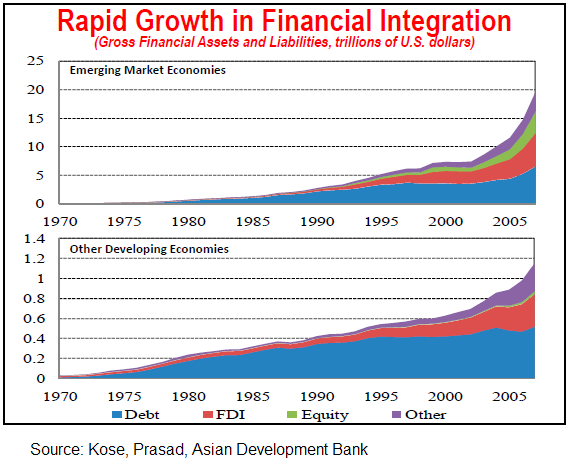 Rapid Growth in Financial Integration
(Gross Financial Assets and Liabilities, trillions of U.S. dollars)
25
Emerging Market Economies
20
15
10
5
0
1970 1975 1980 1985 1990 1995 2000 2005
1.4
Other Developing Economies
1.2
1
0.8
0.6
0.4
0.2
0
1970 1975 1980 1985 1990 1995 2000 2005
Debt FDI Equity Other
Source: Kose, Prasad, Asian Development Bank